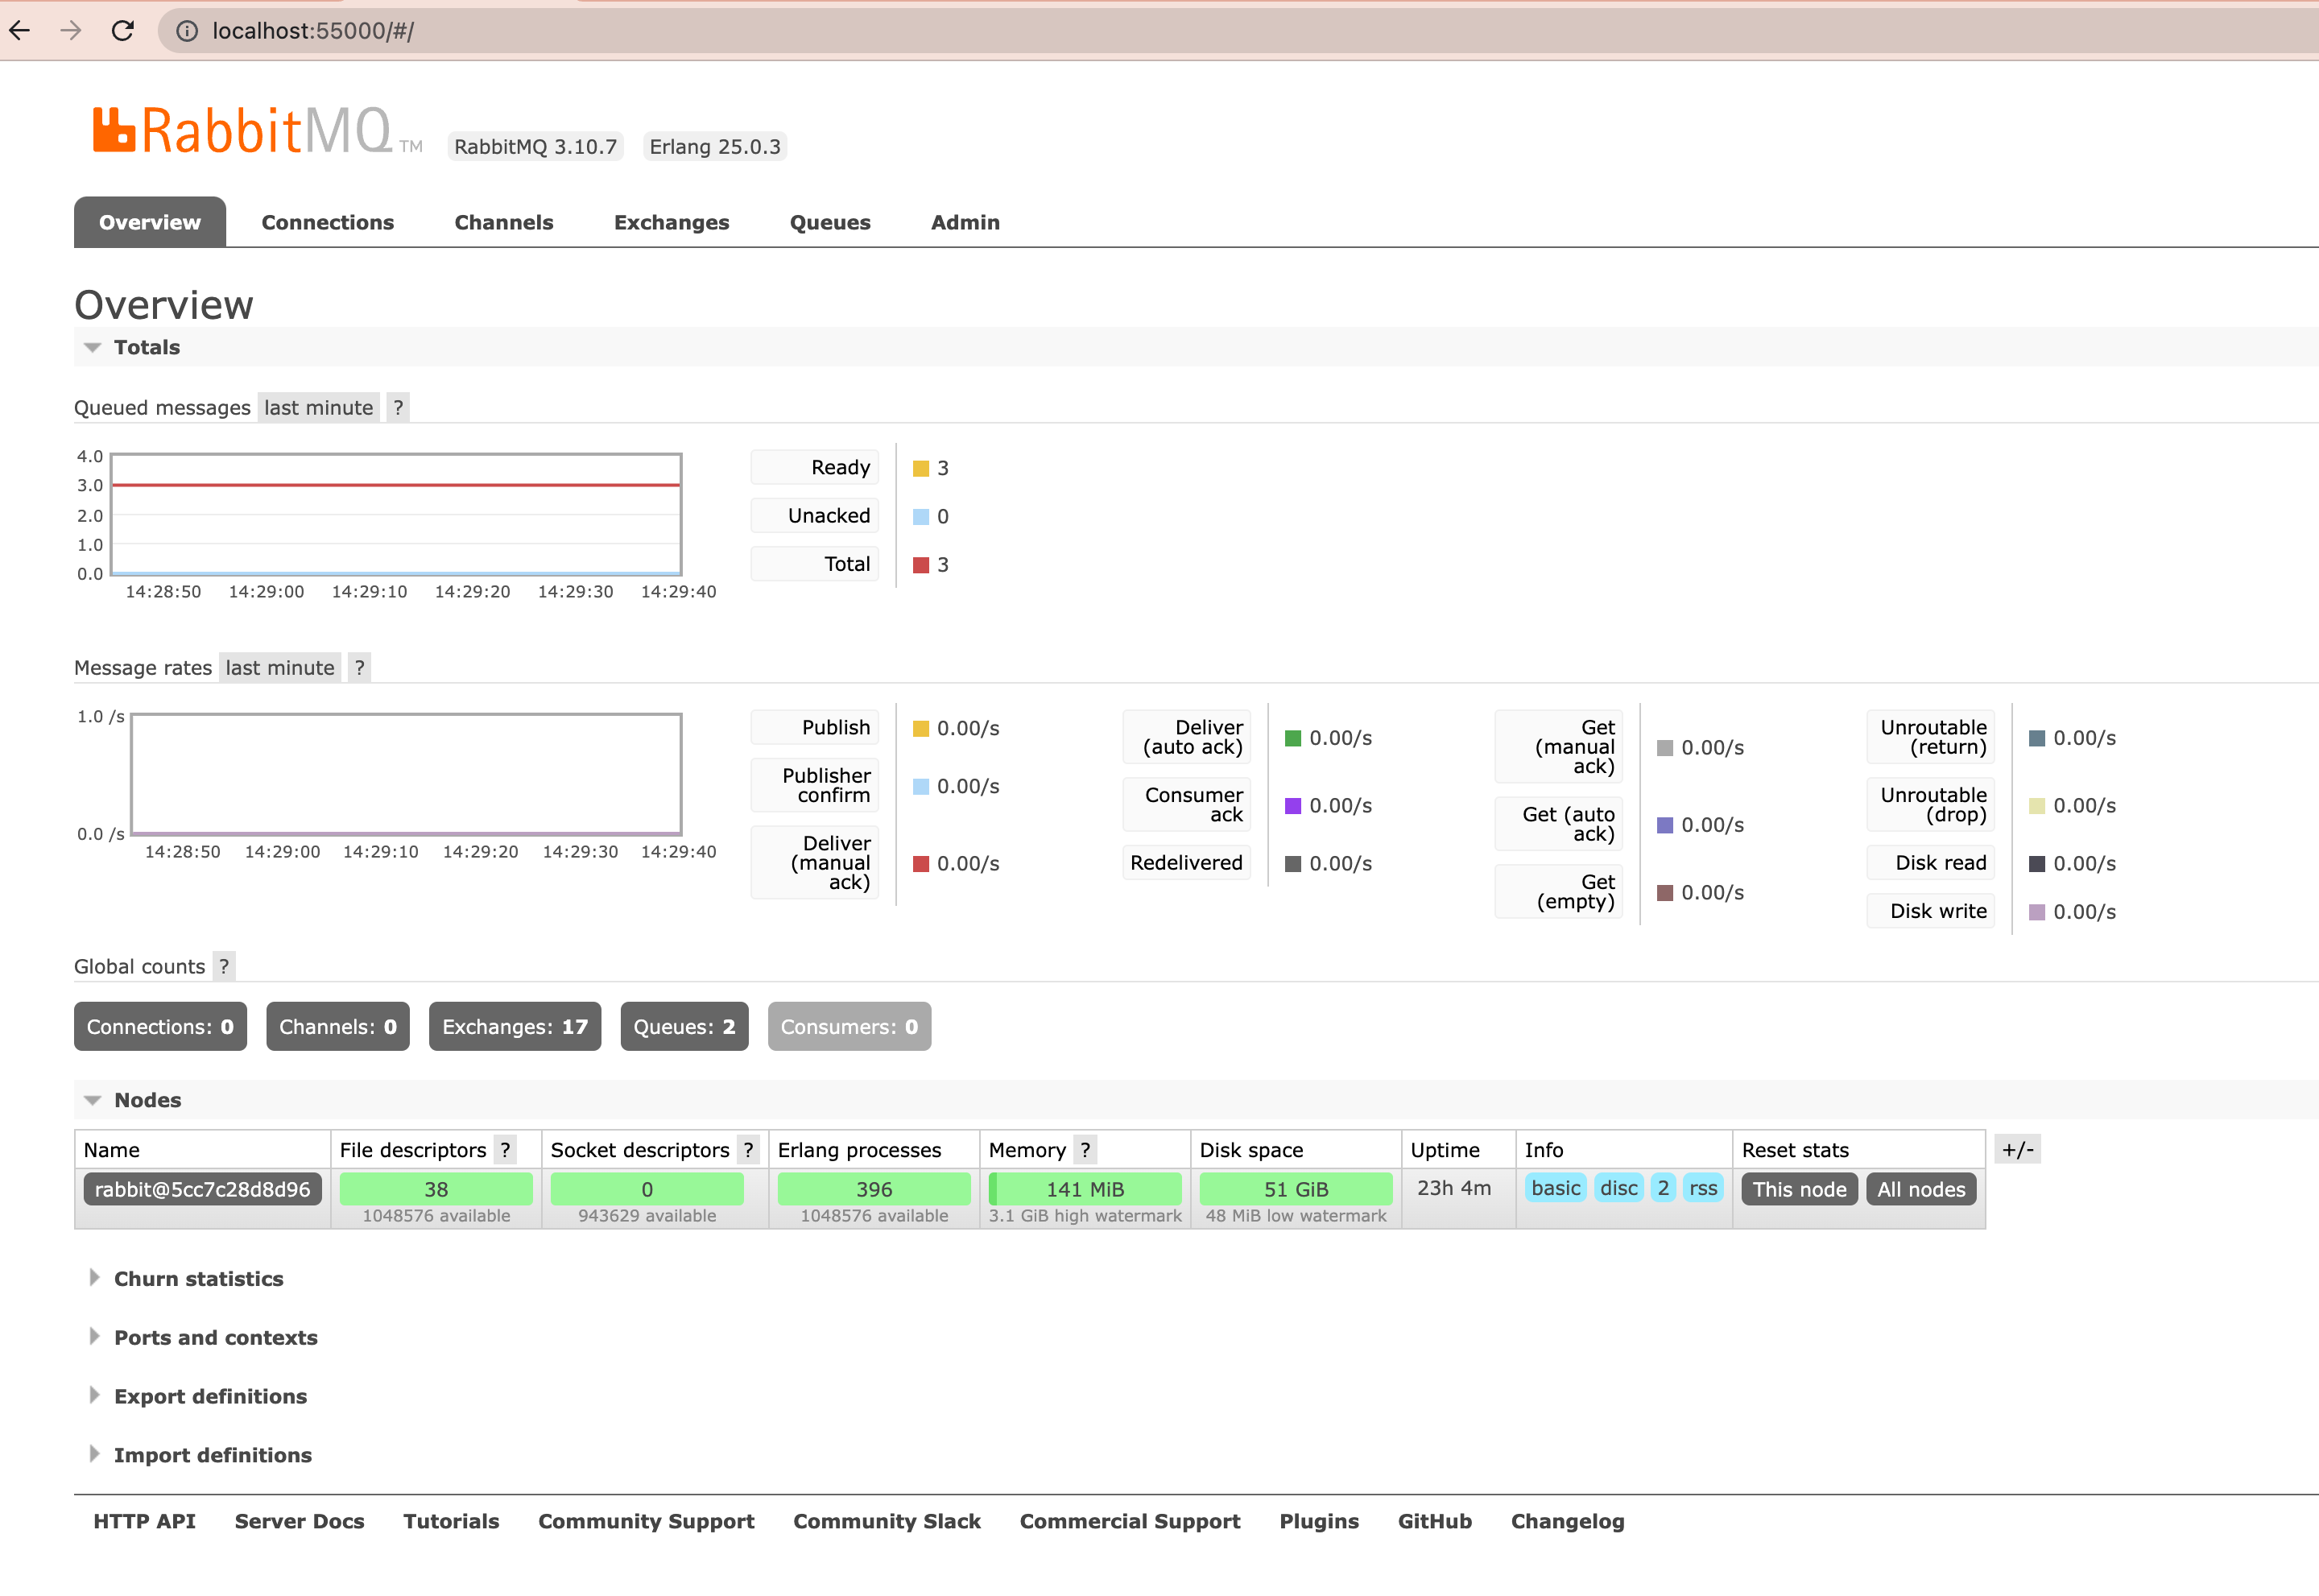 localhost:55000/#/
RabbitMQ TM RabbitMQ 3.10.7 Erlang 25.0.3
Overview Connections Channels Exchanges Queues Admin
Overview
Totals
Queued messages last minute ?
4.0
3.0
2.0
1.0
0.0
14:28:50 14:29:00 14:29:10 14:29:20 14:29:30 14:29:40
Ready 3
Unacked 0
Total 3
Message rates last minute ?
1.0 /s
0.0 /s
14:28:50 14:29:00 14:29:10 14:29:20 14:29:30 14:29:40
Publish 0.00/s
Publisher
confirm 0.00/s
Deliver
(manual 0.00/s
ack)
Deliver
(auto ack) 0.00/s
Consumer
ack 0.00/s
Redelivered 0.00/s
Get
(manual 0.00/s
ack)
Get (auto
ack) 0.00/s
Get
(empty) 0.00/s
Unroutable
(return) 0.00/s
Unroutable
(drop) 0.00/s
Disk read 0.00/s
Disk write 0.00/s
Global counts ?
Connections: 0 Channels: 0 Exchanges: 17 Queues: 2 Consumers: 0
Nodes
Name File descriptors ? Socket descriptors ? Erlang processes Memory ? Disk space Uptime Info Reset stats +/-
rabbit@5cc7c28d8d96 38 0 396 141 MiB 51 GiB 23h 4m basic disc 2 rss This node All nodes
1048576 available 943629 available 1048576 available 3.1 GiB high watermark 48 MiB low watermark
Churn statistics
Ports and contexts
Export definitions
Import definitions
HTTP API Server Docs Tutorials Community Support Community Slack Commercial Support Plugins GitHub Changelog